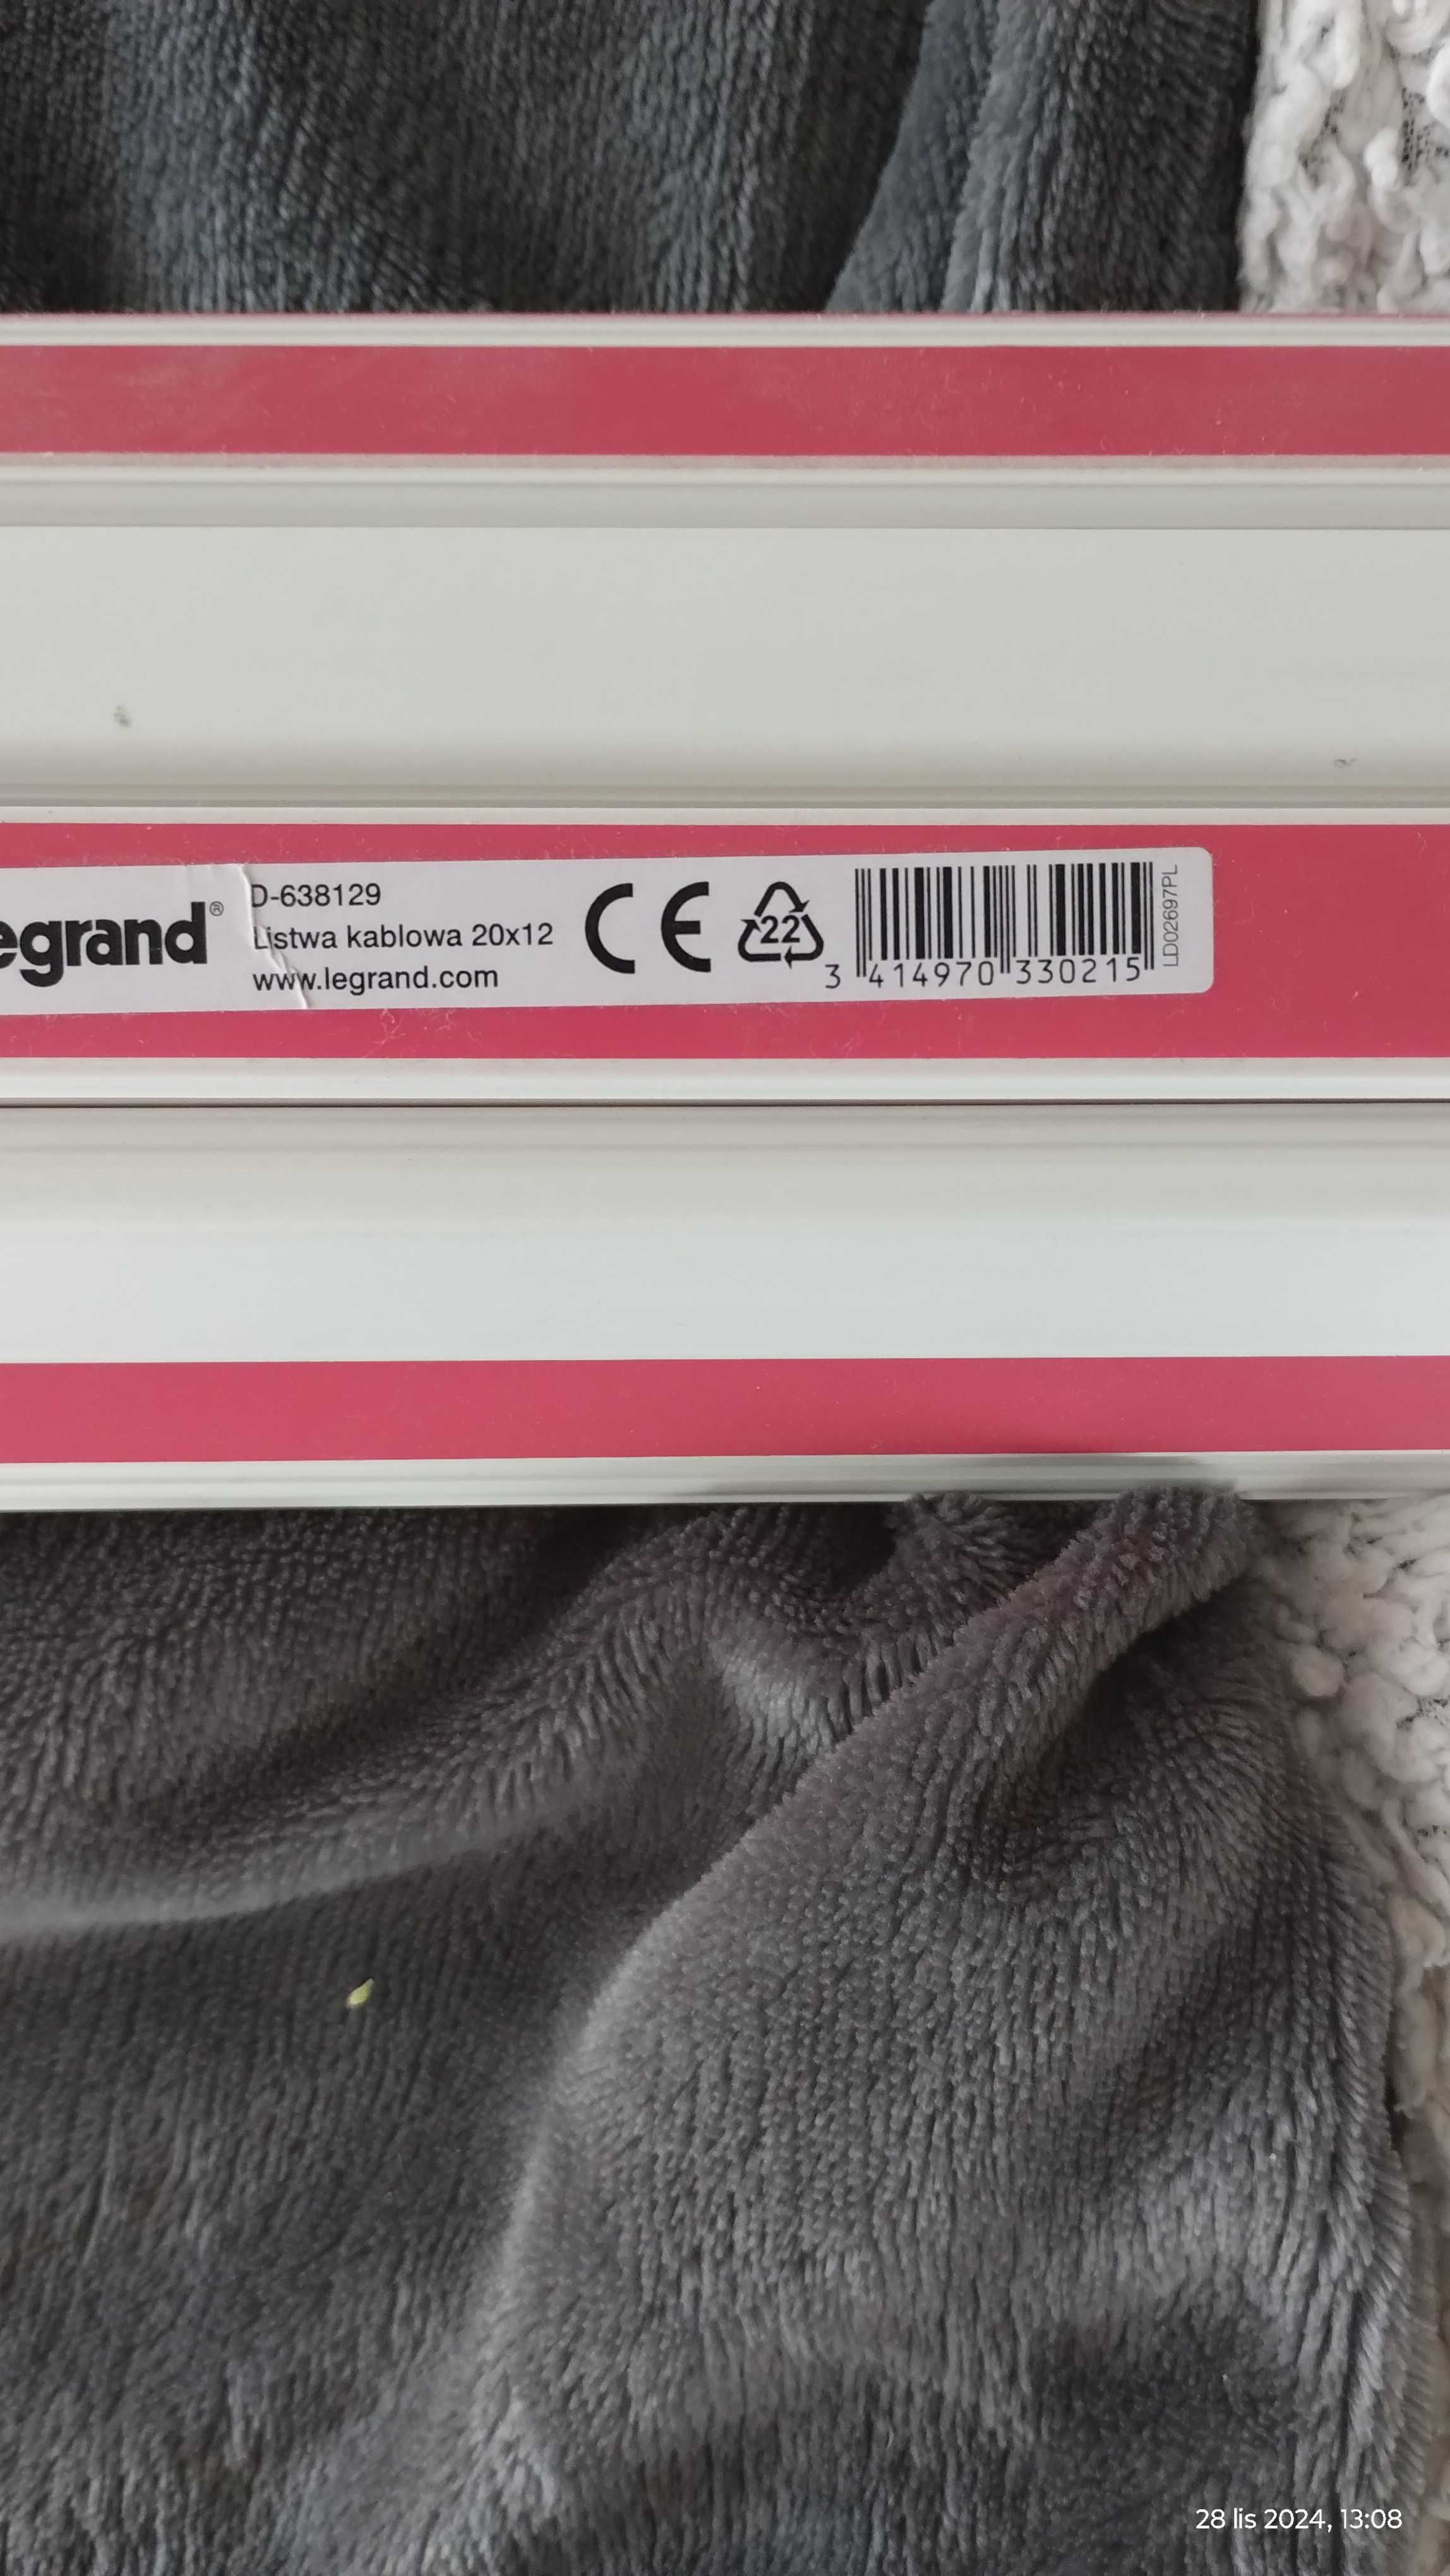 egrand®
D-638129
Listwa kablowa 20x12
www.legrand.com
CE
22
3 414970 330215
LD02697PL
28 lis 2024, 13:08